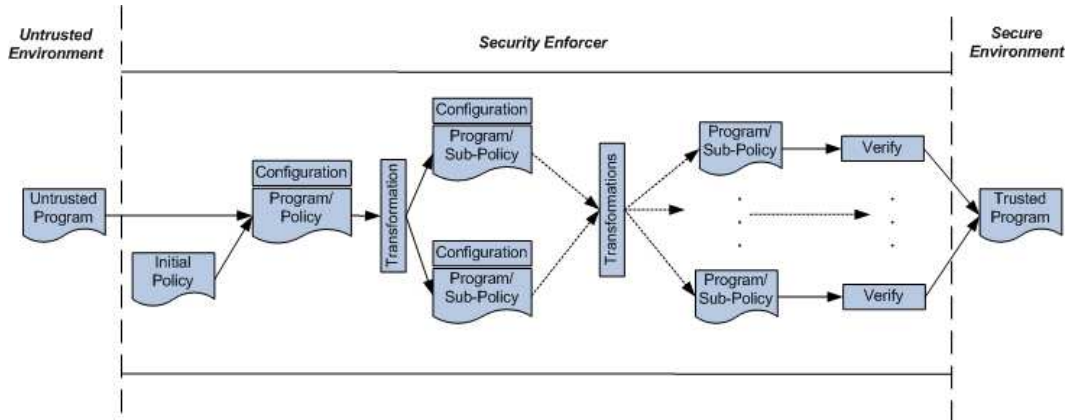 Untrusted
Environment
Security Enforcer
Secure
Environment
Untrusted
Program
Initial
Policy
Configuration
Program/
Policy
Transformation
Configuration
Program/
Sub-Policy
Configuration
Program/
Sub-Policy
Transformations
Program/
Sub-Policy
Verify
Program/
Sub-Policy
Verify
Trusted
Program